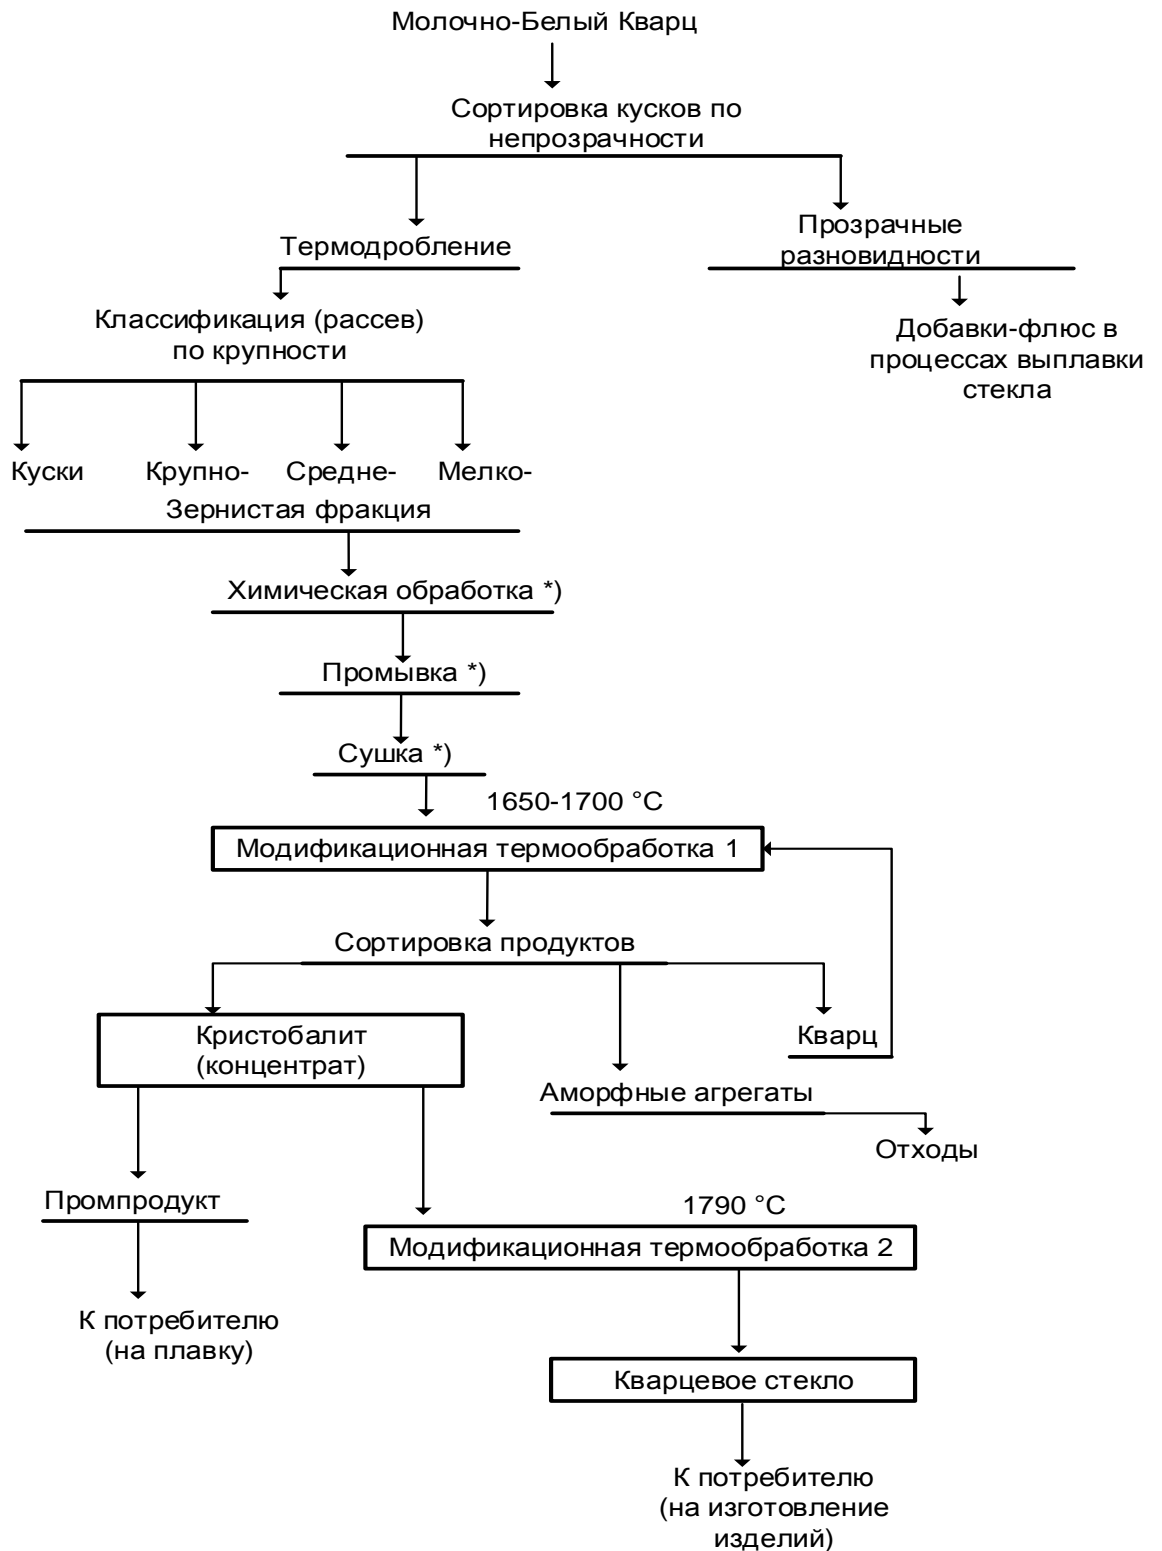 Молочно-Белый Кварц
Сортировка кусков по
непрозрачности
Термодробление
Прозрачные
разновидности
Классификация (рассев)
по крупности
Добавки-флюс в
процессах выплавки
стекла
Куски Крупно- Средне- Мелко-
Зернистая фракция
Химическая обработка *)
Промывка *)
Сушка *)
1650-1700 °C
Модификационная термообработка 1
Сортировка продуктов
Кристобалит
(концентрат)
Кварц
Аморфные агрегаты
Отходы
Промпродукт
1790 °C
Модификационная термообработка 2
К потребителю
(на плавку)
Кварцевое стекло
К потребителю
(на изготовление
изделий)